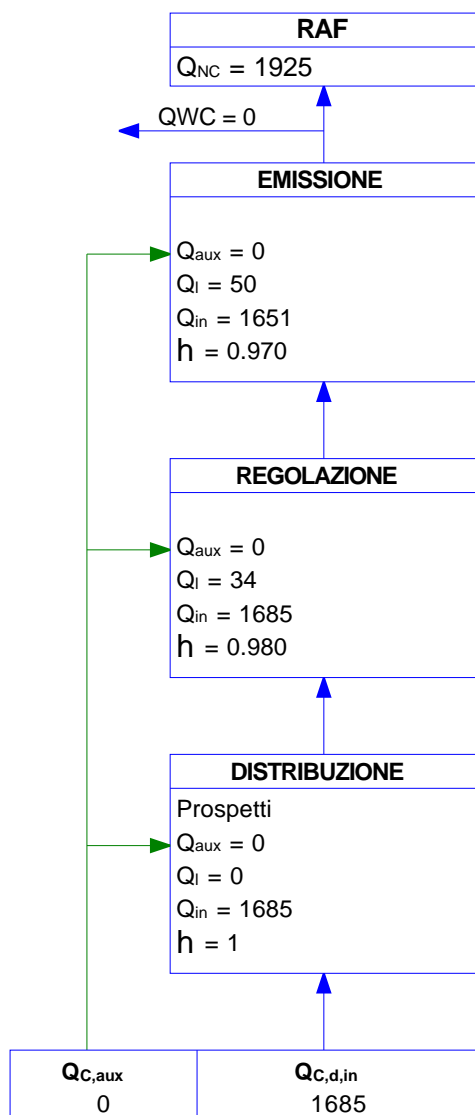 RAF
QNC = 1925
QWC = 0
EMISSIONE
Qaux = 0
Ql = 50
Qin = 1651
h = 0.970
REGOLAZIONE
Qaux = 0
Ql = 34
Qin = 1685
h = 0.980
DISTRIBUZIONE
Prospetti
Qaux = 0
Ql = 0
Qin = 1685
h = 1
QC,aux QC,d,in
0 1685